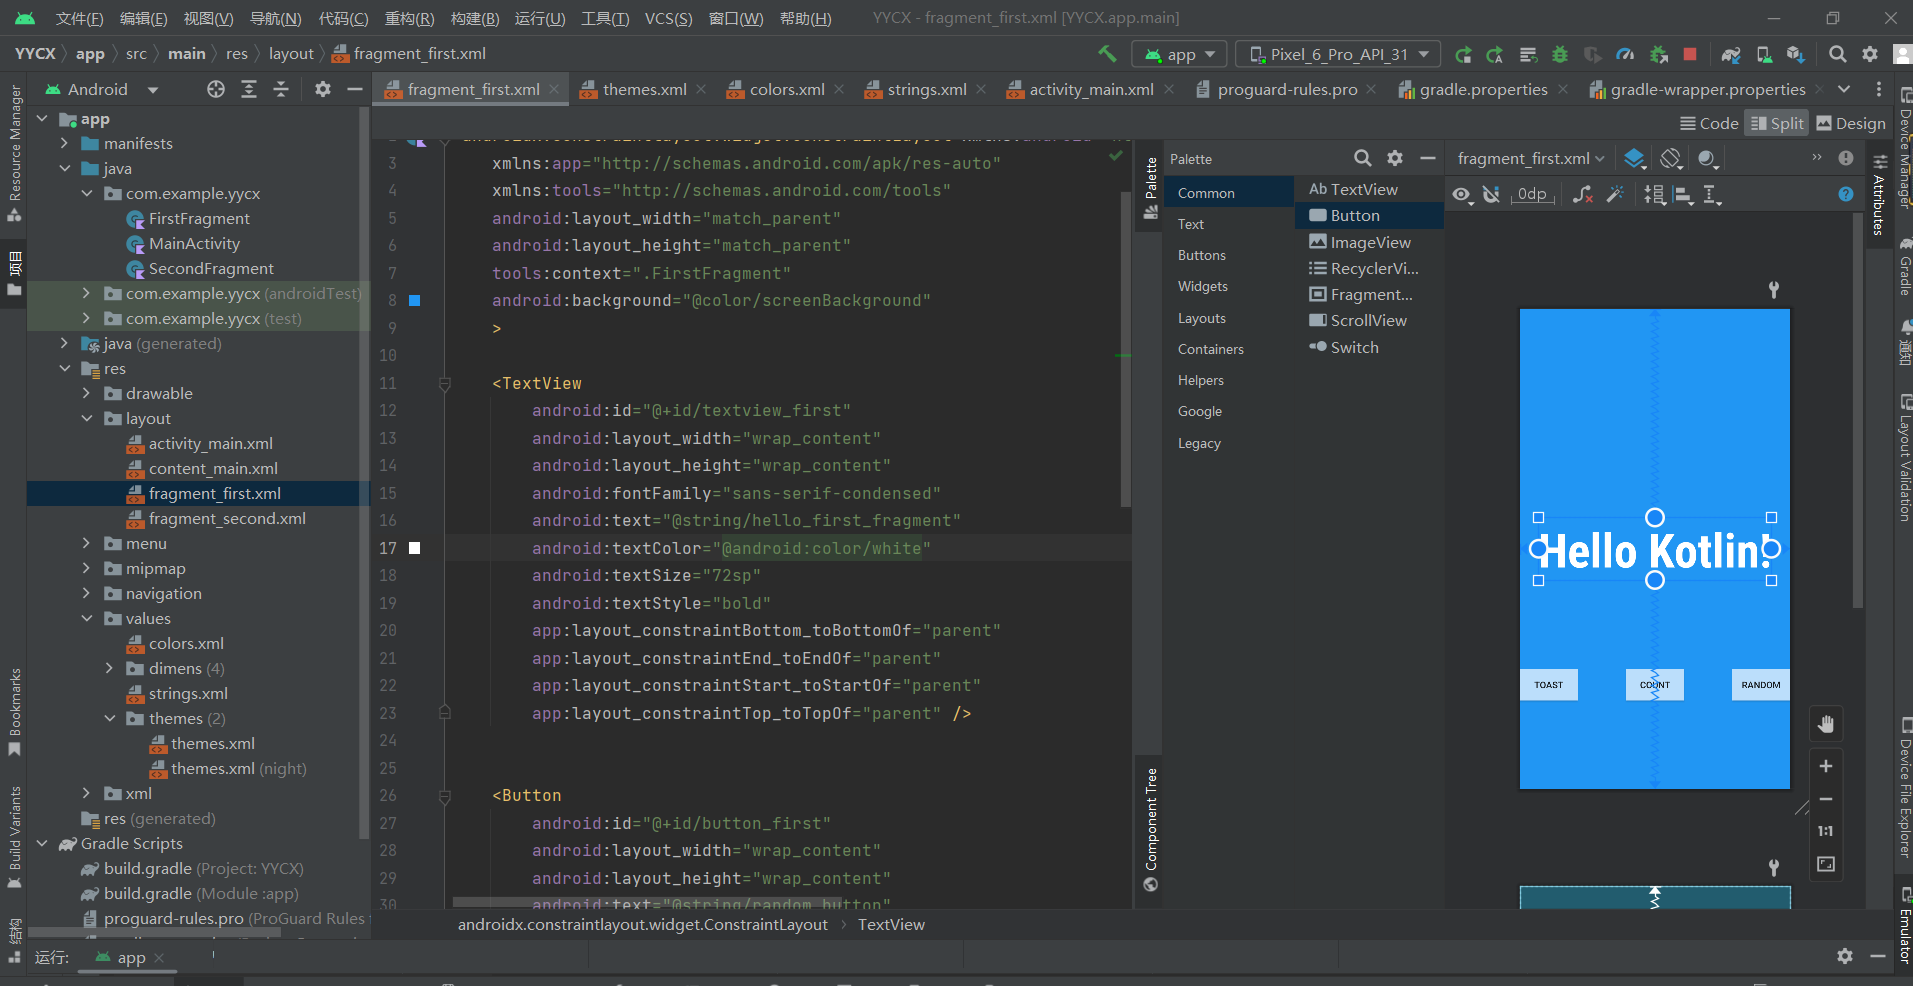 文件(F) 编辑(E) 视图(V) 导航(N) 代码(C) 重构(R) 构建(B) 运行(U) 工具(T) VCS(S) 窗口(W) 帮助(H) YYCX - fragment_first.xml [YYCX.app.main]
YYCX app src main res layout fragment_first.xml app Pixel_6_Pro_API_31
Android
fragment_first.xml themes.xml colors.xml strings.xml activity_main.xml proguard-rules.pro gradle.properties gradle-wrapper.properties
Code Split Design
Resource Manager
项目
Bookmarks
Build Variants
结构
app
manifests
java
com.example.yycx
FirstFragment
MainActivity
SecondFragment
com.example.yycx (androidTest)
com.example.yycx (test)
java (generated)
res
drawable
layout
activity_main.xml
content_main.xml
fragment_first.xml
fragment_second.xml
menu
mipmap
navigation
values
colors.xml
dimens (4)
strings.xml
themes (2)
themes.xml
themes.xml (night)
xml
res (generated)
Gradle Scripts
build.gradle (Project: YYCX)
build.gradle (Module :app)
proguard-rules.pro (ProGuard Rules f
3 xmlns:app="http://schemas.android.com/apk/res-auto"
4 xmlns:tools="http://schemas.android.com/tools"
5 android:layout_width="match_parent"
6 android:layout_height="match_parent"
7 tools:context=".FirstFragment"
8 android:background="@color/screenBackground"
9 >
10
11 <TextView
12 android:id="@+id/textview_first"
13 android:layout_width="wrap_content"
14 android:layout_height="wrap_content"
15 android:fontFamily="sans-serif-condensed"
16 android:text="@string/hello_first_fragment"
17 android:textColor="@android:color/white"
18 android:textSize="72sp"
19 android:textStyle="bold"
20 app:layout_constraintBottom_toBottomOf="parent"
21 app:layout_constraintEnd_toEndOf="parent"
22 app:layout_constraintStart_toStartOf="parent"
23 app:layout_constraintTop_toTopOf="parent" />
24
25
26 <Button
27 android:id="@+id/button_first"
28 android:layout_width="wrap_content"
29 android:layout_height="wrap_content"
30 android:text="@string/random_button"
androidx.constraintlayout.widget.ConstraintLayout TextView
Palette
Component Tree
Palette
Common
Text
Buttons
Widgets
Layouts
Containers
Helpers
Google
Legacy
Ab TextView
Button
ImageView
RecyclerVi...
Fragment...
ScrollView
Switch
fragment_first.xml
0dp
Hello Kotlin!
TOAST COUNT RANDOM
1:1
Attributes
Device Manager
Gradle
通知
Layout Validation
Device File Explorer
Emulator
运行: app